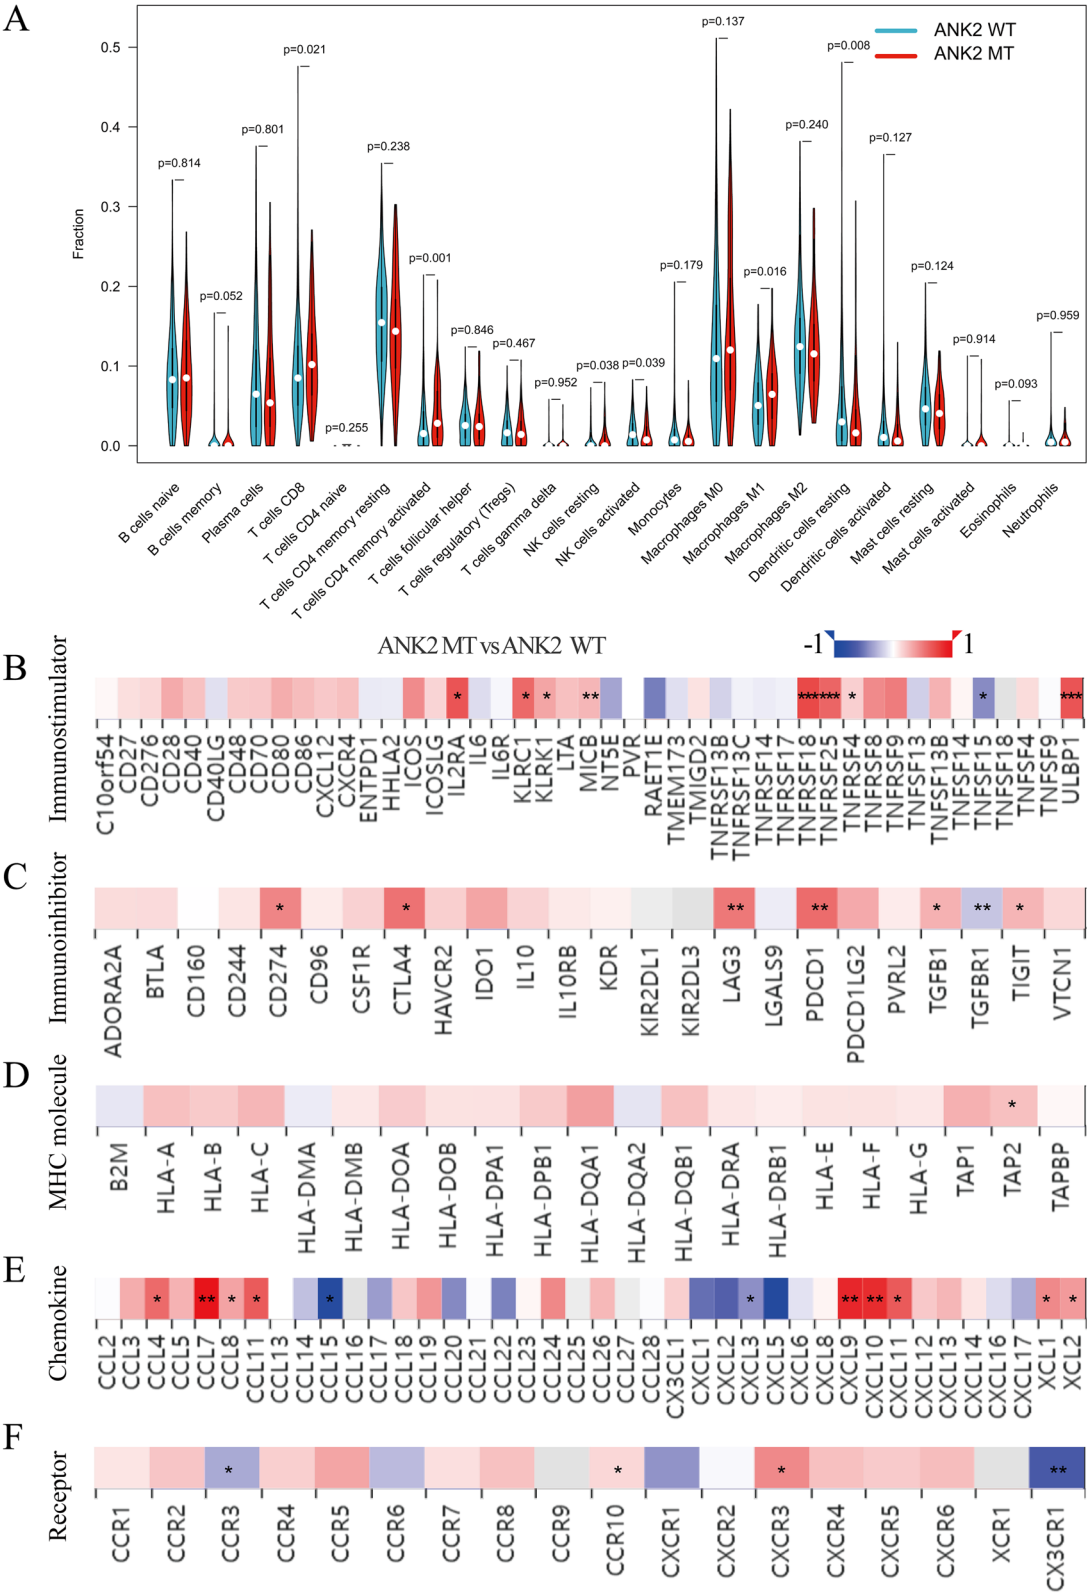 A
Fraction
0.5
0.4
0.3
0.2
0.1
0.0
p=0.814
p=0.052
p=0.801
p=0.021
p=0.255
p=0.238
p=0.001
p=0.846
p=0.467
p=0.952
p=0.038
p=0.039
p=0.179
p=0.137
p=0.016
p=0.240
p=0.008
p=0.127
p=0.124
p=0.914
p=0.093
p=0.959
ANK2 WT
ANK2 MT
B cells naive
B cells memory
Plasma cells
T cells CD8
T cells CD4 naive
T cells CD4 memory resting
T cells CD4 memory activated
T cells follicular helper
T cells regulatory (Tregs)
T cells gamma delta
NK cells resting
NK cells activated
Monocytes
Macrophages M0
Macrophages M1
Macrophages M2
Dendritic cells resting
Dendritic cells activated
Mast cells resting
Mast cells activated
Eosinophils
Neutrophils
ANK2 MT vs ANK2 WT
-1
1
B
Immunostimulator
* * * ** *** *** * * ***
C10orf54
CD27
CD276
CD28
CD40
CD40LG
CD48
CD70
CD80
CD86
CXCL12
CXCR4
ENTPD1
HHLA2
ICOS
ICOSLG
IL2RA
IL6
IL6R
KLRC1
KLRK1
LTA
MICB
NT5E
PVR
RAET1E
TMEM173
TMIGD2
TNFRSF13B
TNFRSF13C
TNFRSF14
TNFRSF17
TNFRSF18
TNFRSF25
TNFRSF4
TNFRSF8
TNFRSF9
TNFSF13
TNFSF13B
TNFSF14
TNFSF15
TNFSF18
TNFSF4
TNFSF9
ULBP1
C
Immunoinhibitor
* * ** ** * ** *
ADORA2A
BTLA
CD160
CD244
CD274
CD96
CSF1R
CTLA4
HAVCR2
IDO1
IL10
IL10RB
KDR
KIR2DL1
KIR2DL3
LAG3
LGALS9
PDCD1
PDCD1LG2
PVRL2
TGFB1
TGFBR1
TIGIT
VTCN1
D
MHC molecule
*
B2M
HLA-A
HLA-B
HLA-C
HLA-DMA
HLA-DMB
HLA-DOA
HLA-DOB
HLA-DPA1
HLA-DPB1
HLA-DQA1
HLA-DQA2
HLA-DQB1
HLA-DRA
HLA-DRB1
HLA-E
HLA-F
HLA-G
TAP1
TAP2
TAPBP
E
Chemokine
* ** * * * * ** ** * * *
CCL2
CCL3
CCL4
CCL5
CCL7
CCL8
CCL11
CCL13
CCL14
CCL15
CCL16
CCL17
CCL18
CCL19
CCL20
CCL21
CCL22
CCL23
CCL24
CCL25
CCL26
CCL27
CCL28
CX3CL1
CXCL1
CXCL2
CXCL3
CXCL5
CXCL6
CXCL8
CXCL9
CXCL10
CXCL11
CXCL12
CXCL13
CXCL14
CXCL16
CXCL17
XCL1
XCL2
F
Receptor
* * * **
CCR1
CCR2
CCR3
CCR4
CCR5
CCR6
CCR7
CCR8
CCR9
CCR10
CXCR1
CXCR2
CXCR3
CXCR4
CXCR5
CXCR6
XCR1
CX3CR1